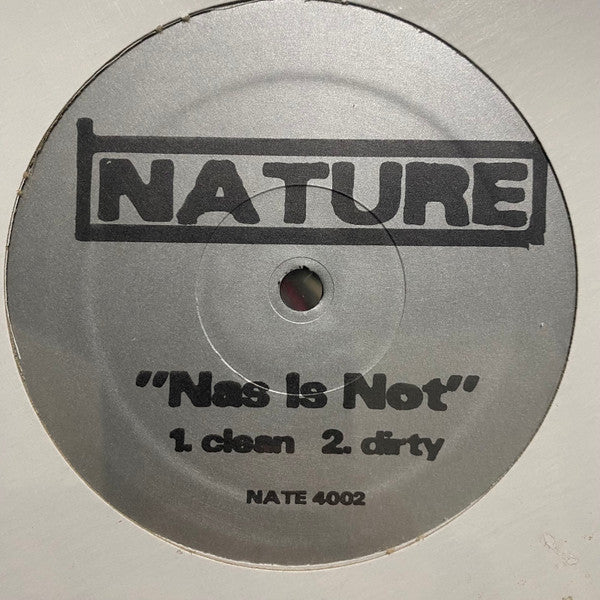 NATURE
"Nas Is Not"
1. clean 2. dirty
NATE 4002